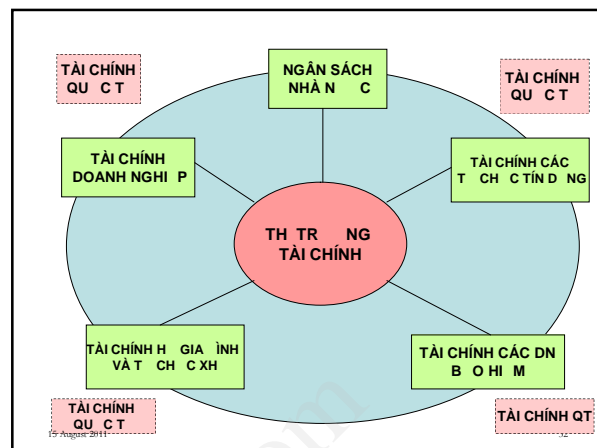 TÀI CHÍNH
QU C T
NGÂN SÁCH
NHÀ N C
TÀI CHÍNH
QU C T
TÀI CHÍNH
DOANH NGHI P
TÀI CHÍNH CÁC
T CH C TÍN D NG
TH TR NG
TÀI CHÍNH
TÀI CHÍNH H GIA ÌNH
VÀ T CH C XH
TÀI CHÍNH CÁC DN
B O HI M
TÀI CHÍNH
QU C T
TÀI CHÍNH QT
15 August 2011
52